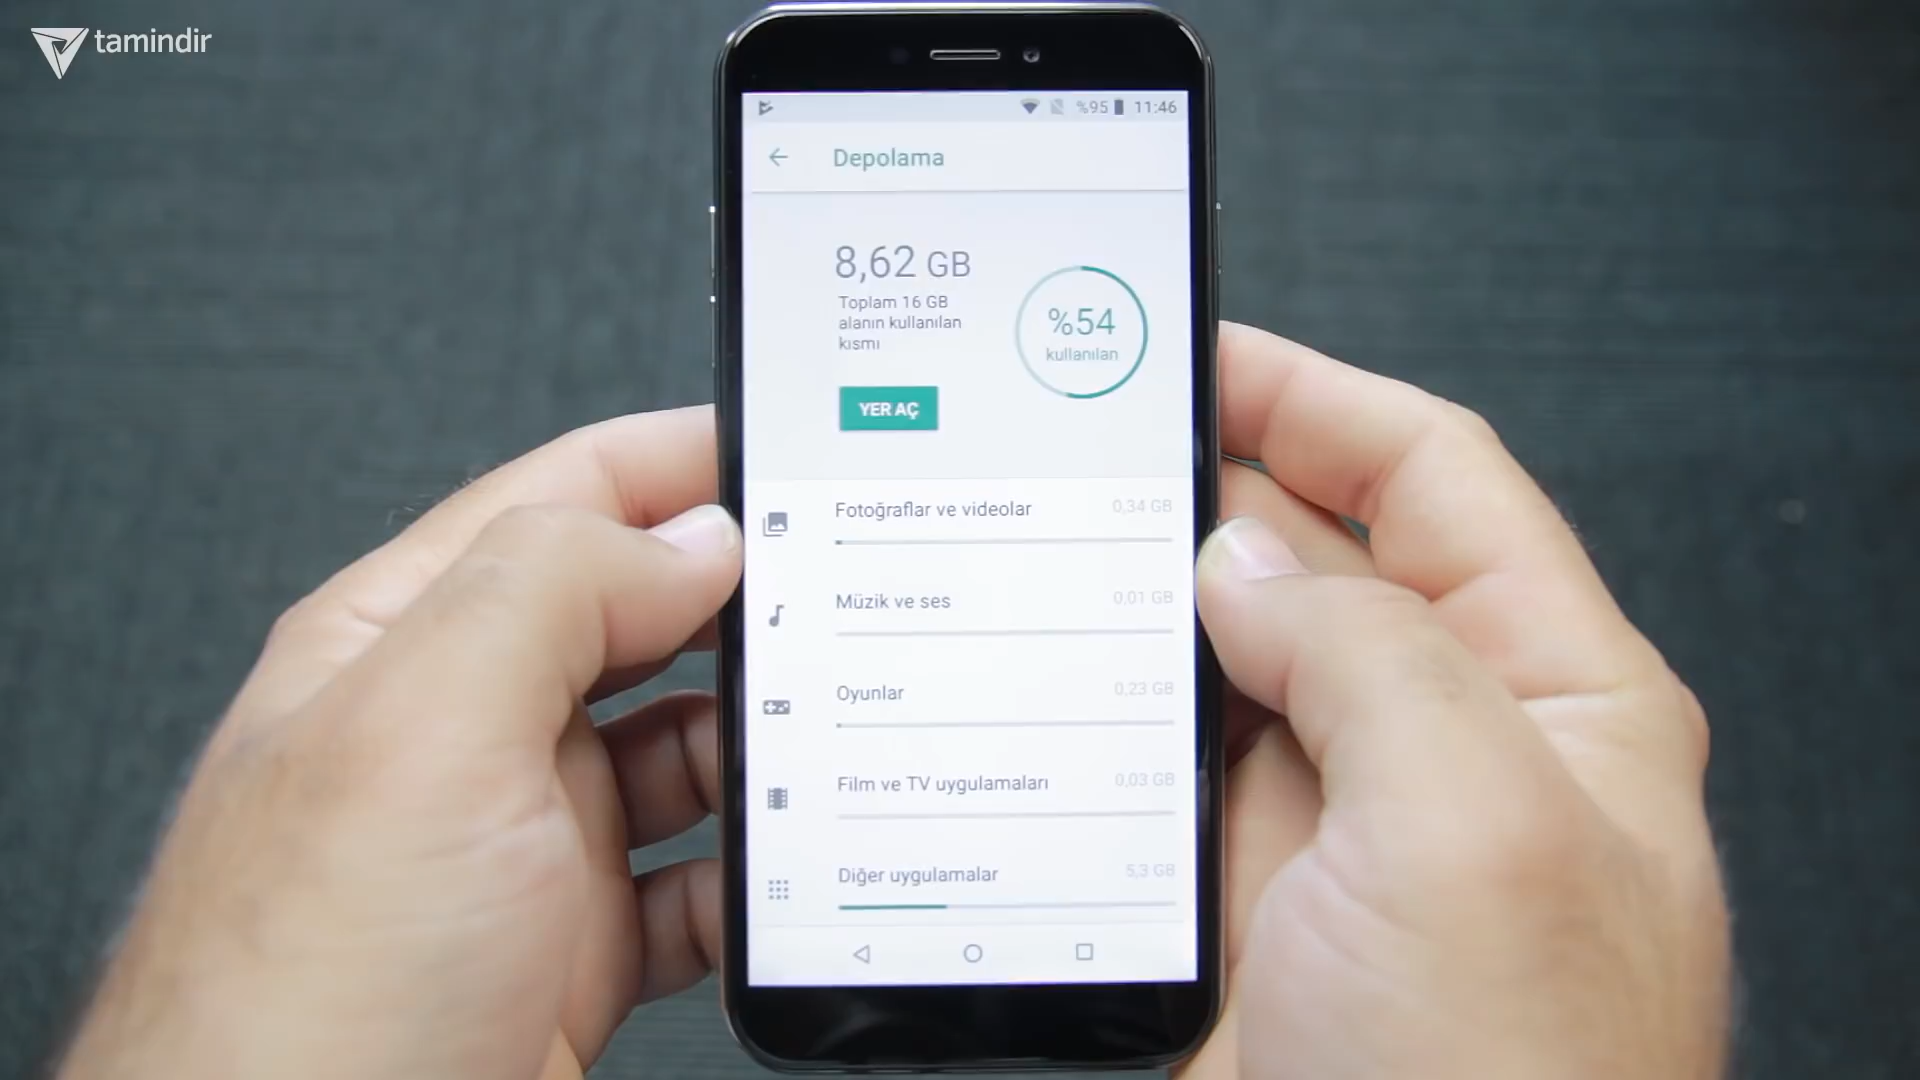 tamindir
%95 11:46
Depolama
8,62 GB
Toplam 16 GB
alanın kullanılan
kısmı
%54
kullanılan
YER AÇ
Fotoğraflar ve videolar 0,34 GB
Müzik ve ses 0,01 GB
Oyunlar 0,23 GB
Film ve TV uygulamaları 0,03 GB
Diğer uygulamalar 5,3 GB